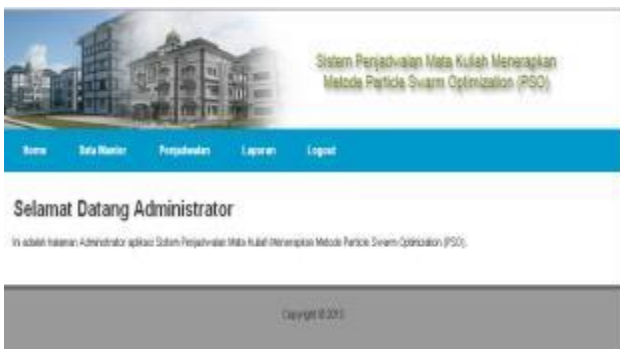 Sistem Penjadwalan Mata Kuliah Menerapkan
Metode Particle Swarm Optimization (PSO)
Home Data Master Penjadwalan Laporan Logout
Selamat Datang Administrator
Ini adalah halaman Administrator aplikasi Sistem Penjadwalan Mata Kuliah Menerapkan Metode Particle Swarm Optimization (PSO).
Copyright ©